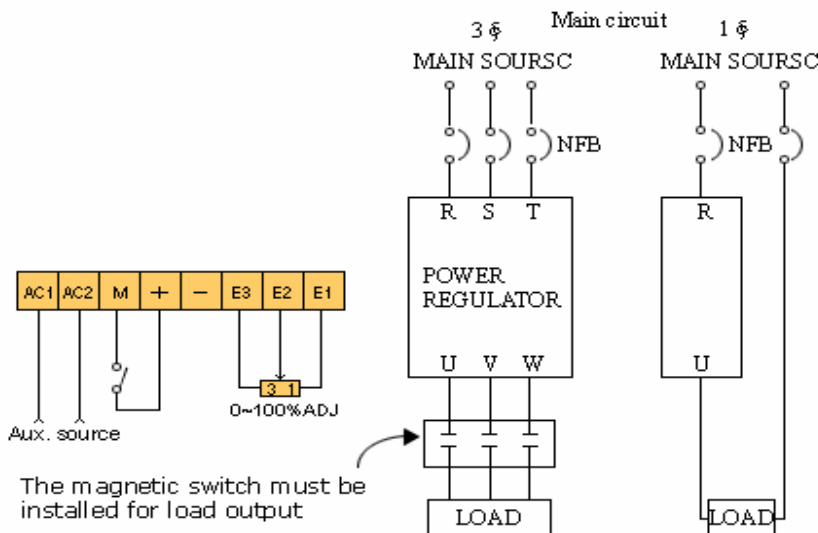 Main circuit
3 ϕ
MAIN SOURSC
NFB
R S T
POWER
REGULATOR
U V W
LOAD
1 ϕ
MAIN SOURSC
NFB
R
U
LOAD
AC1 AC2 M + − E3 E2 E1
3 1
0~100%ADJ
Aux. source
The magnetic switch must be
installed for load output